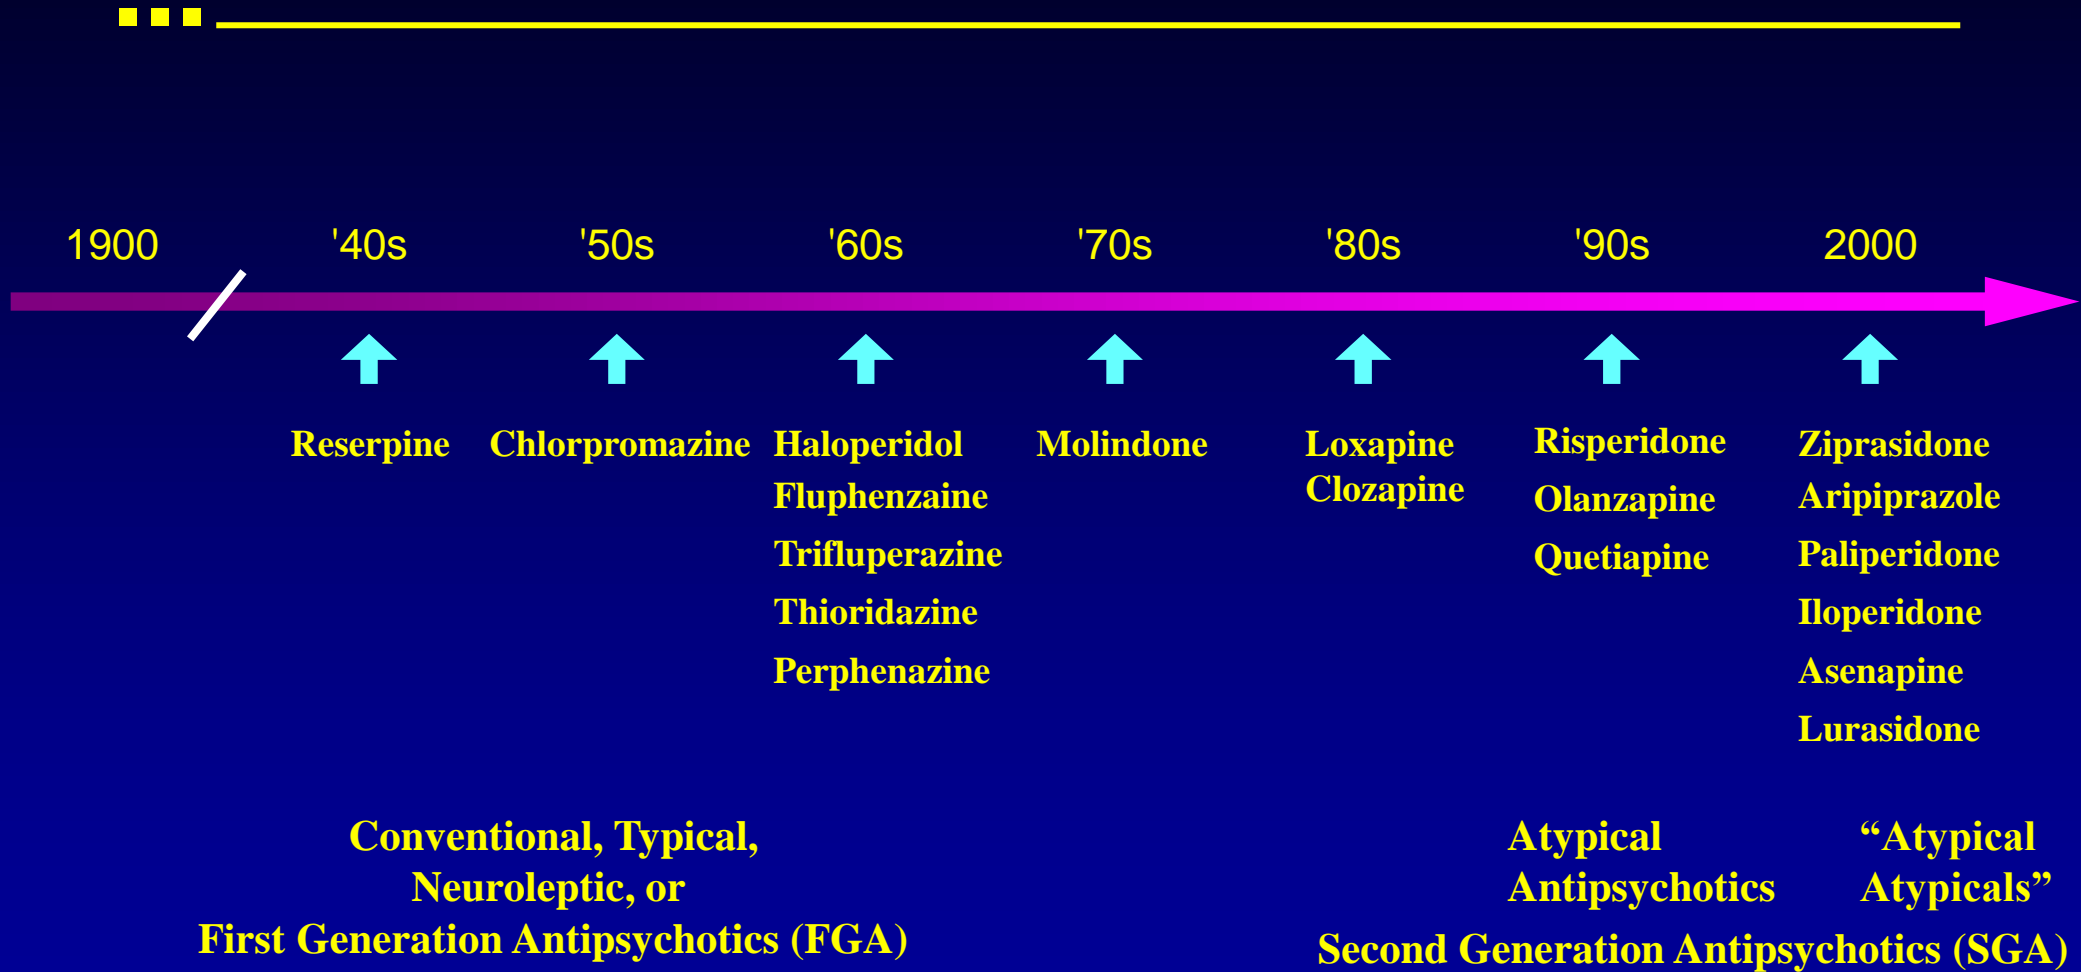 1900 '40s '50s '60s '70s '80s '90s 2000
Reserpine Chlorpromazine Haloperidol Molindone Loxapine Risperidone Ziprasidone
Fluphenzaine Clozapine Olanzapine Aripiprazole
Trifluperazine Quetiapine Paliperidone
Thioridazine Iloperidone
Perphenazine Asenapine
Lurasidone
Conventional, Typical,
Neuroleptic, or
First Generation Antipsychotics (FGA)
Atypical
Antipsychotics
“Atypical
Atypicals”
Second Generation Antipsychotics (SGA)